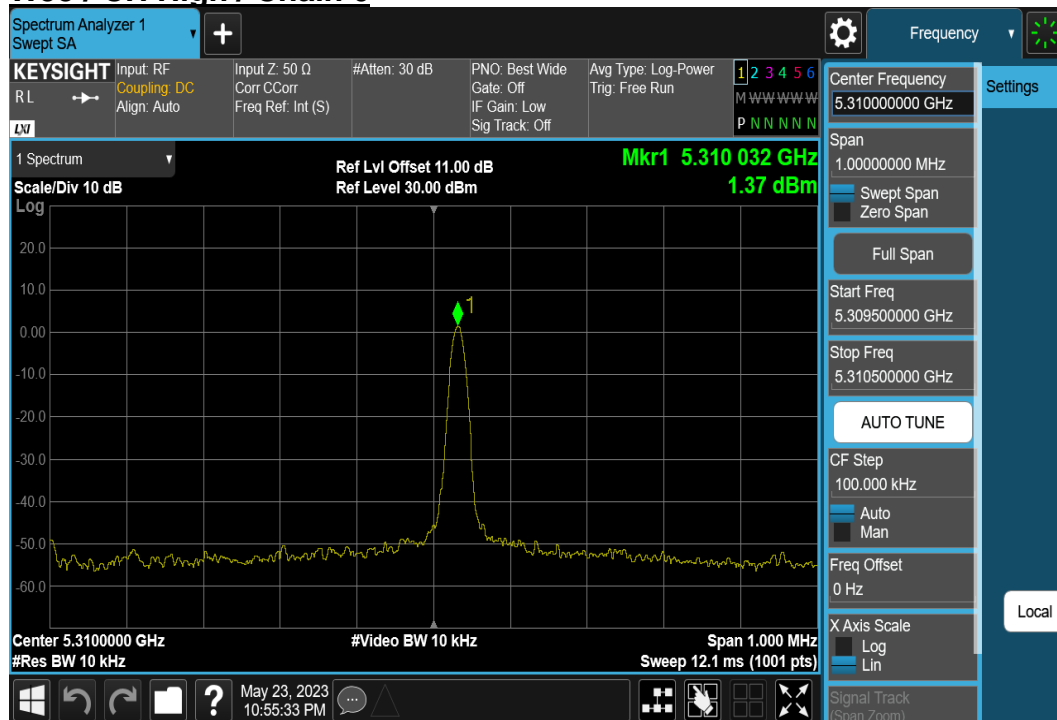 Spectrum Analyzer 1
Swept SA
Frequency
KEYSIGHT
RL
LXI
Input: RF
Coupling: DC
Align: Auto
Input Z: 50 Ω
Corr CCorr
Freq Ref: Int (S)
#Atten: 30 dB
PNO: Best Wide
Gate: Off
IF Gain: Low
Sig Track: Off
Avg Type: Log-Power
Trig: Free Run
1 2 3 4 5 6
M W W W W W
P N N N N N
1 Spectrum
Scale/Div 10 dB
Ref Lvl Offset 11.00 dB
Ref Level 30.00 dBm
Mkr1 5.310 032 GHz
1.37 dBm
Log
20.0
10.0
0.00
-10.0
-20.0
-30.0
-40.0
-50.0
-60.0
1
Center 5.3100000 GHz
#Res BW 10 kHz
#Video BW 10 kHz
Span 1.000 MHz
Sweep 12.1 ms (1001 pts)
?
May 23, 2023
10:55:33 PM
Center Frequency
5.310000000 GHz
Span
1.00000000 MHz
Swept Span
Zero Span
Full Span
Start Freq
5.309500000 GHz
Stop Freq
5.310500000 GHz
AUTO TUNE
CF Step
100.000 kHz
Auto
Man
Freq Offset
0 Hz
X Axis Scale
Log
Lin
Signal Track
(Span Zoom)
Settings
Local